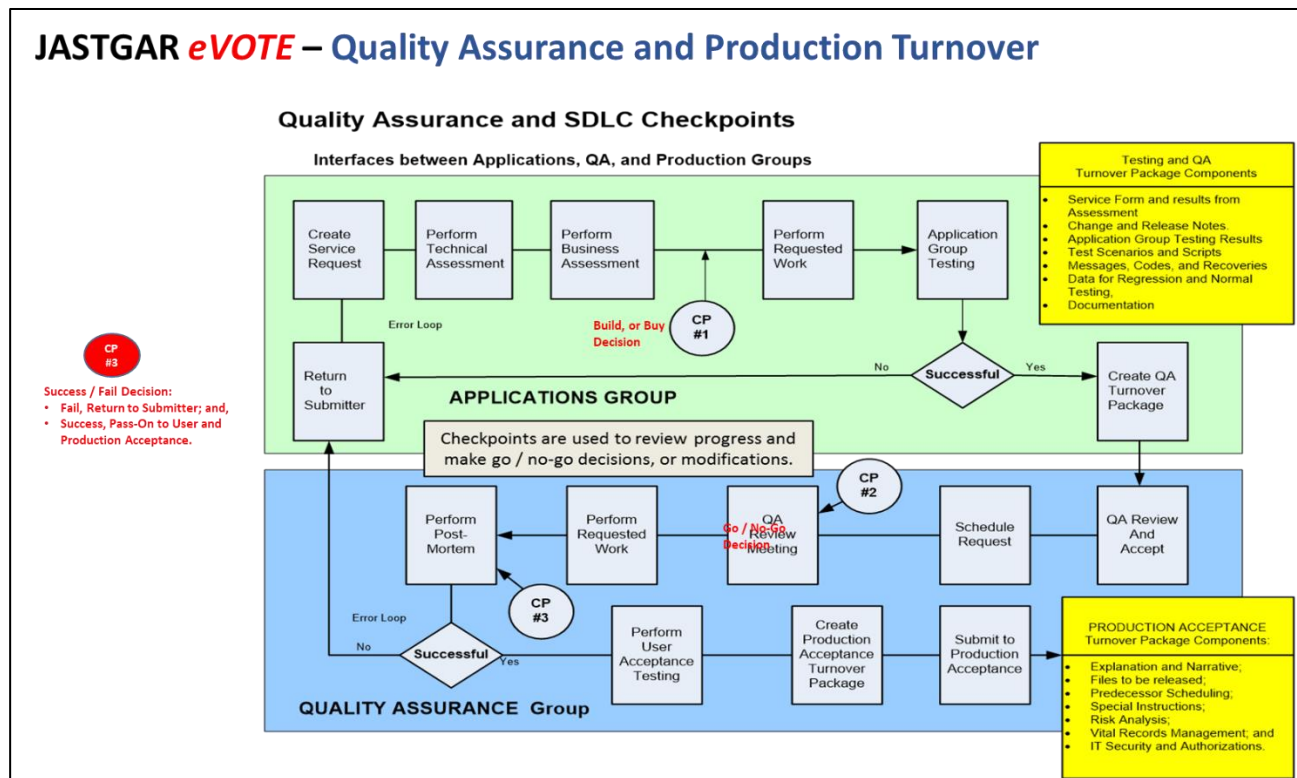 JASTGAR eVOTE – Quality Assurance and Production Turnover
Quality Assurance and SDLC Checkpoints
Interfaces between Applications, QA, and Production Groups
Testing and QA
Turnover Package Components
• Service Form and results from
Assessment
• Change and Release Notes.
• Application Group Testing Results
• Test Scenarios and Scripts
• Messages, Codes, and Recoveries
• Data for Regression and Normal
Testing,
• Documentation
Create
Service
Request
Perform
Technical
Assessment
Perform
Business
Assessment
Perform
Requested
Work
Application
Group
Testing
Error Loop
Build, or Buy
Decision
CP
#1
CP
#3
Success / Fail Decision:
• Fail, Return to Submitter; and,
• Success, Pass-On to User and
Production Acceptance.
Return
to
Submitter
No
Successful
Yes
Create QA
Turnover
Package
APPLICATIONS GROUP
Checkpoints are used to review progress and
make go / no-go decisions, or modifications.
CP
#2
Perform
Post-
Mortem
Perform
Requested
Work
QA
Review
Meeting
Go / No-Go
Decision
Schedule
Request
QA Review
And
Accept
CP
#3
Error Loop
No
Successful
Yes
Perform
User
Acceptance
Testing
Create
Production
Acceptance
Turnover
Package
Submit to
Production
Acceptance
QUALITY ASSURANCE Group
PRODUCTION ACCEPTANCE
Turnover Package Components:
• Explanation and Narrative;
• Files to be released;
• Predecessor Scheduling;
• Special Instructions;
• Risk Analysis;
• Vital Records Management; and
• IT Security and Authorizations.